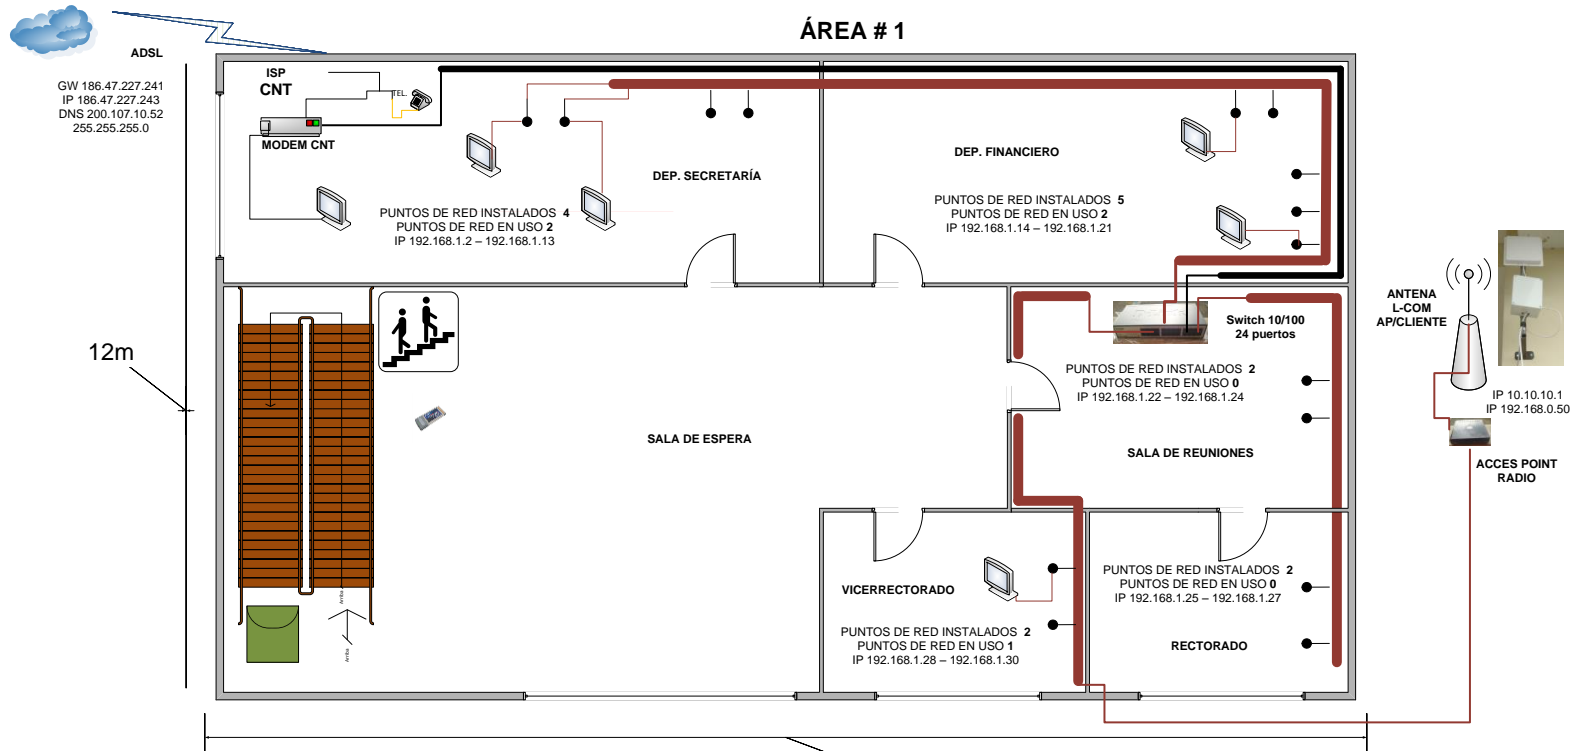 ÁREA # 1
ADSL
GW 186.47.227.241
IP 186.47.227.243
DNS 200.107.10.52
255.255.255.0
ISP
CNT
TEL.
MODEM CNT
DEP. SECRETARÍA
PUNTOS DE RED INSTALADOS 4
PUNTOS DE RED EN USO 2
IP 192.168.1.2 – 192.168.1.13
DEP. FINANCIERO
PUNTOS DE RED INSTALADOS 5
PUNTOS DE RED EN USO 2
IP 192.168.1.14 – 192.168.1.21
ANTENA
L-COM
AP/CLIENTE
IP 10.10.10.1
IP 192.168.0.50
ACCES POINT
RADIO
Switch 10/100
24 puertos
PUNTOS DE RED INSTALADOS 2
PUNTOS DE RED EN USO 0
IP 192.168.1.22 – 192.168.1.24
SALA DE REUNIONES
12m
SALA DE ESPERA
VICERRECTORADO
PUNTOS DE RED INSTALADOS 2
PUNTOS DE RED EN USO 1
IP 192.168.1.28 – 192.168.1.30
PUNTOS DE RED INSTALADOS 2
PUNTOS DE RED EN USO 0
IP 192.168.1.25 – 192.168.1.27
RECTORADO
Arriba
Arriba